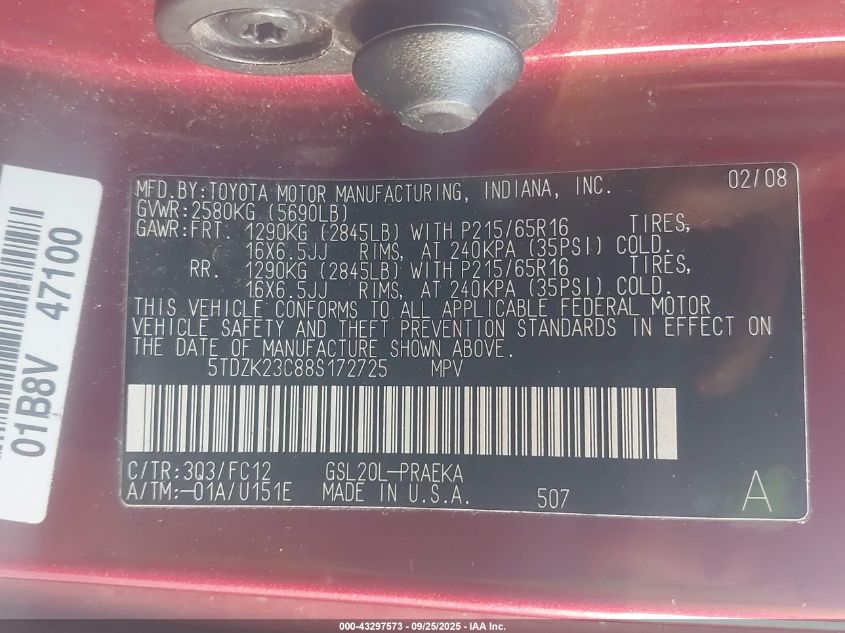 MFD.BY:TOYOTA MOTOR MANUFACTURING, INDIANA, INC. 02/08
GVWR:2580KG (5690LB)
GAWR:FRT. 1290KG (2845LB) WITH P215/65R16 TIRES,
16X6.5JJ RIMS, AT 240KPA (35PSI) COLD.
RR. 1290KG (2845LB) WITH P215/65R16 TIRES,
16X6.5JJ RIMS, AT 240KPA (35PSI) COLD.
THIS VEHICLE CONFORMS TO ALL APPLICABLE FEDERAL MOTOR
VEHICLE SAFETY AND THEFT PREVENTION STANDARDS IN EFFECT ON
THE DATE OF MANUFACTURE SHOWN ABOVE.
5TDZK23C88S172725 MPV
C/TR:3Q3/FC12 GSL20L-PRAEKA
A/TM:-01A/U151E MADE IN U.S.A. 507 A
01B8V 47100
000-43297573 - 09/25/2025 - IAA Inc.